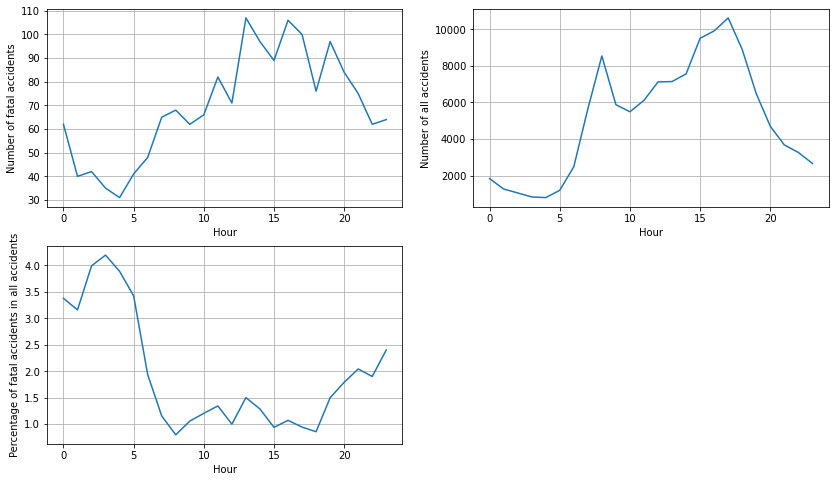 Number of fatal accidents
110
100
90
80
70
60
50
40
30
0 5 10 15 20
Hour
Number of all accidents
10000
8000
6000
4000
2000
0 5 10 15 20
Hour
Percentage of fatal accidents in all accidents
4.0
3.5
3.0
2.5
2.0
1.5
1.0
0 5 10 15 20
Hour